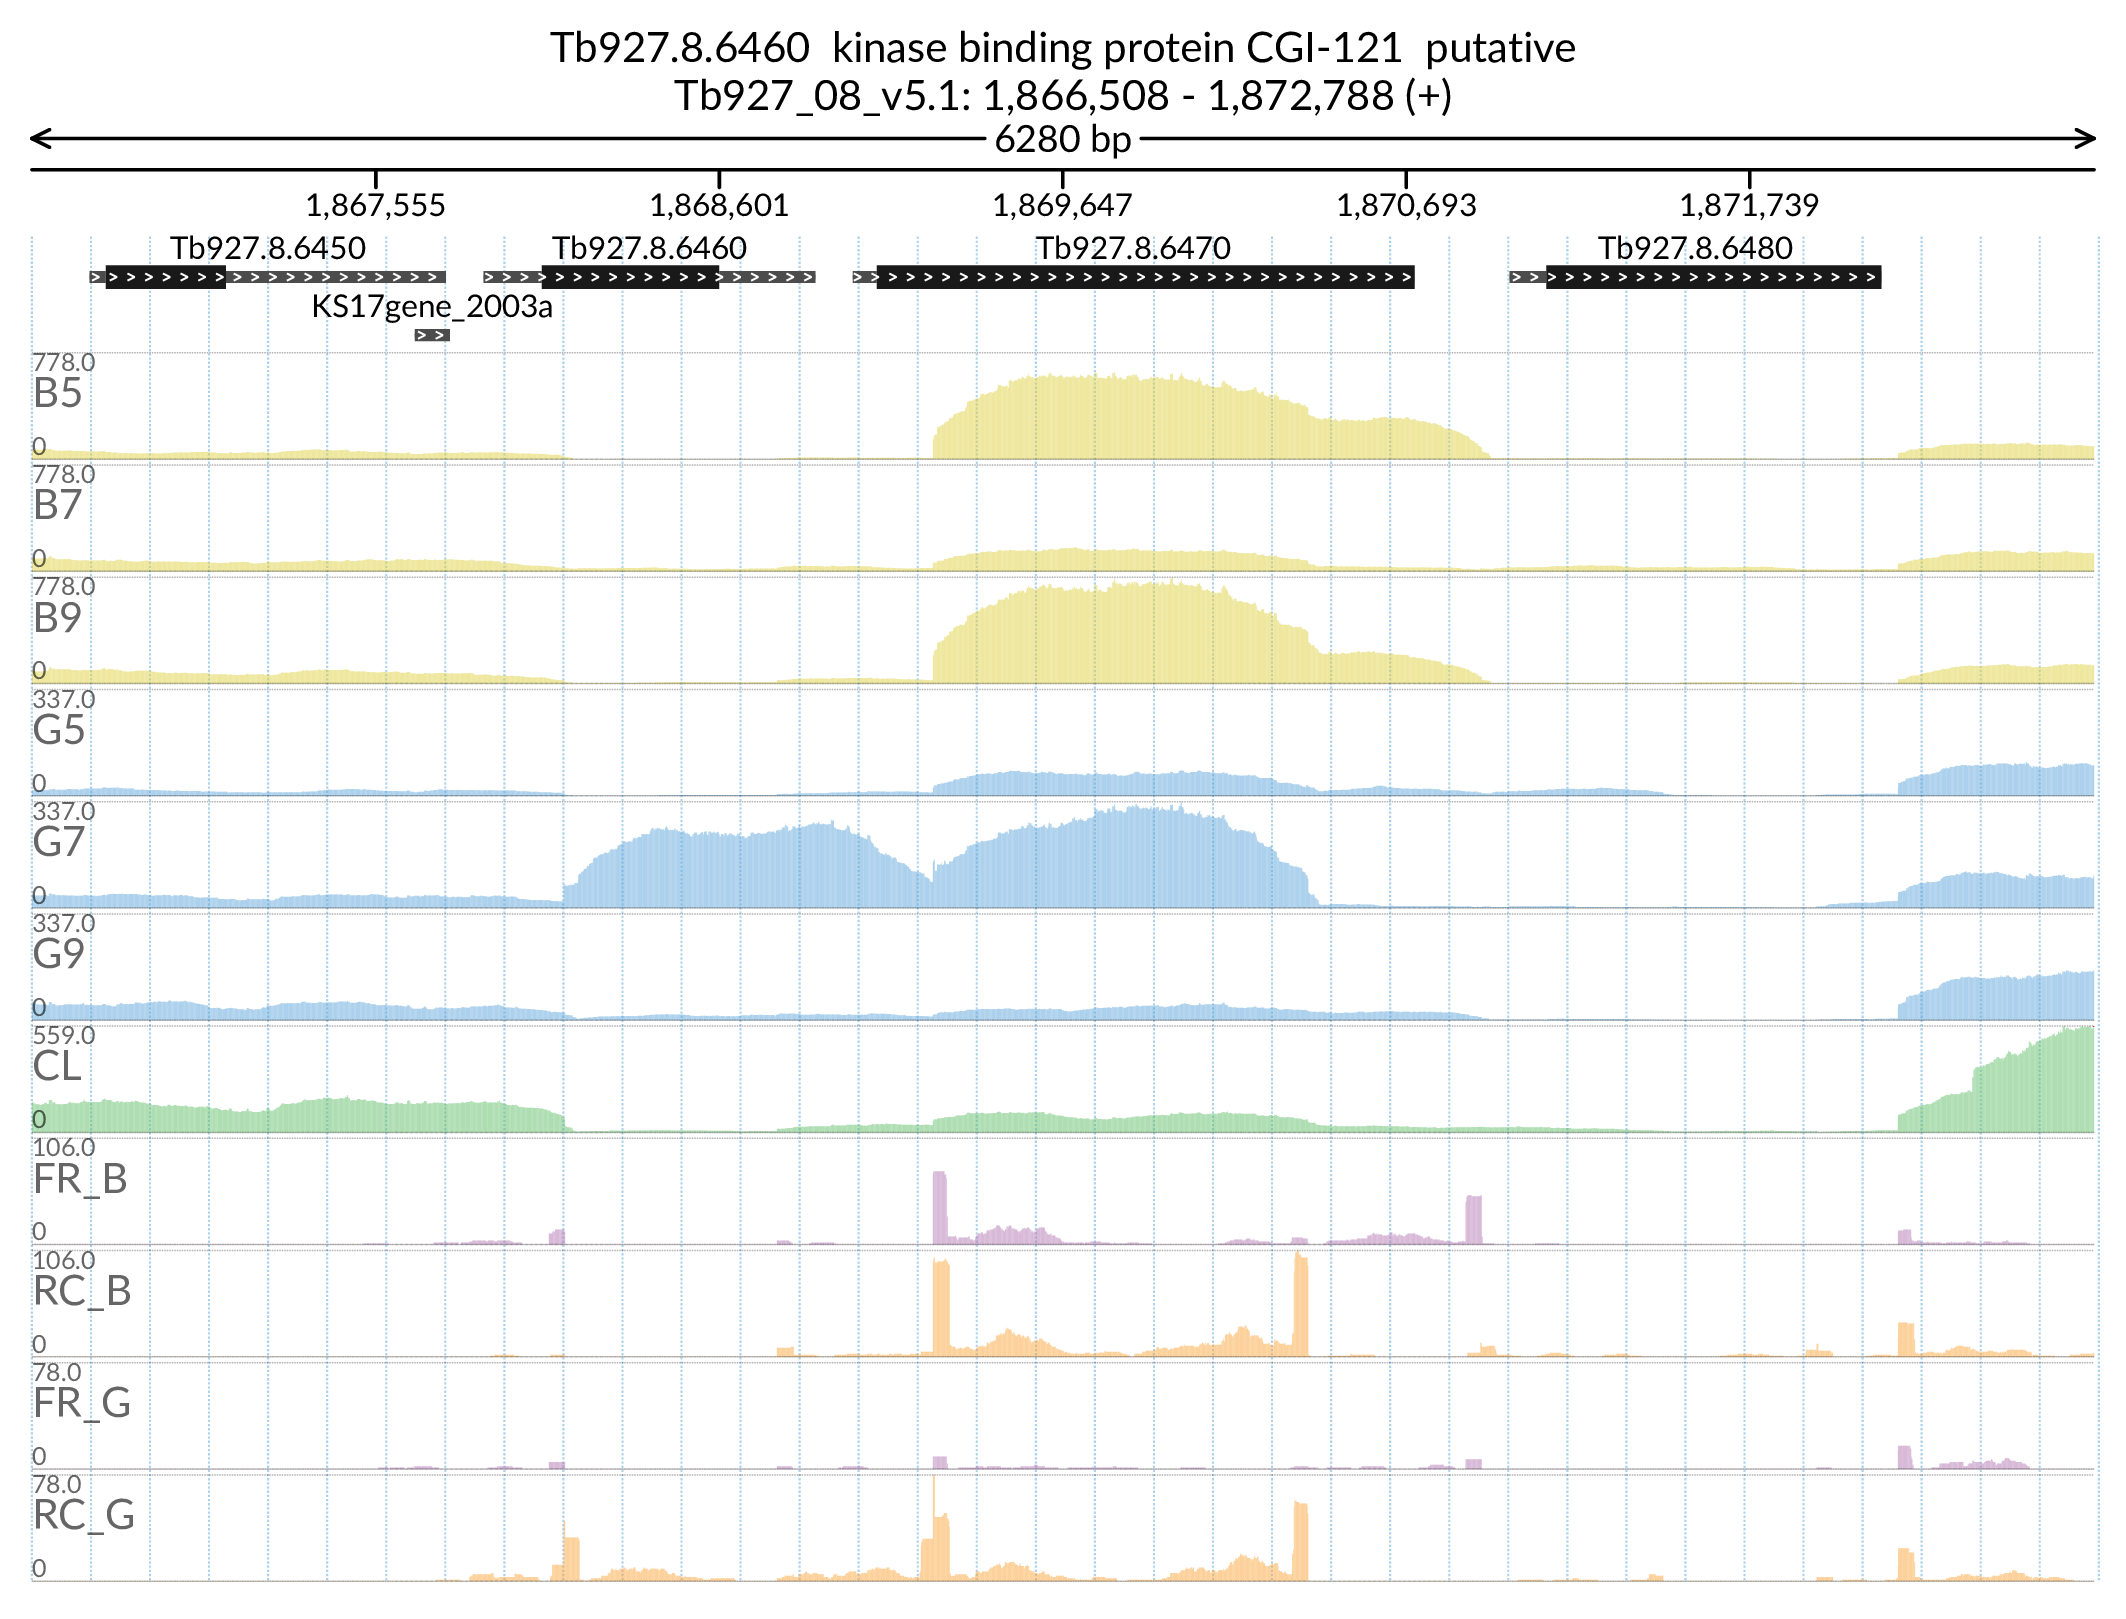 Tb927.8.6460  kinase binding protein CGI-121  putative
Tb927_08_v5.1: 1,866,508 - 1,872,788 (+)
6280 bp
1,867,555 1,868,601 1,869,647 1,870,693 1,871,739
Tb927.8.6450 Tb927.8.6460 Tb927.8.6470 Tb927.8.6480
KS17gene_2003a
778.0
B5
0
778.0
B7
0
778.0
B9
0
337.0
G5
0
337.0
G7
0
337.0
G9
0
559.0
CL
0
106.0
FR_B
0
106.0
RC_B
0
78.0
FR_G
0
78.0
RC_G
0